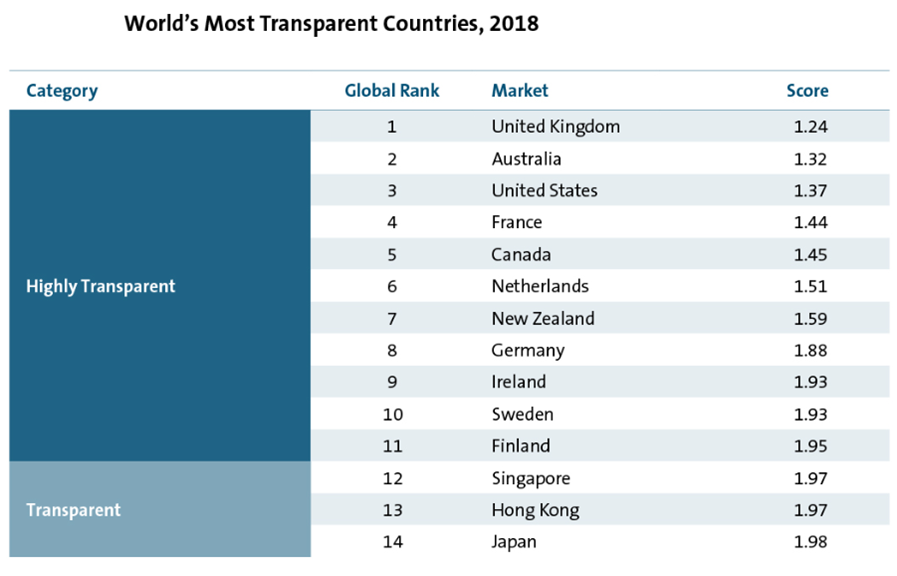 World's Most Transparent Countries, 2018
Category Global Rank Market Score
1 United Kingdom 1.24
2 Australia 1.32
3 United States 1.37
4 France 1.44
5 Canada 1.45
Highly Transparent 6 Netherlands 1.51
7 New Zealand 1.59
8 Germany 1.88
9 Ireland 1.93
10 Sweden 1.93
11 Finland 1.95
12 Singapore 1.97
Transparent 13 Hong Kong 1.97
14 Japan 1.98